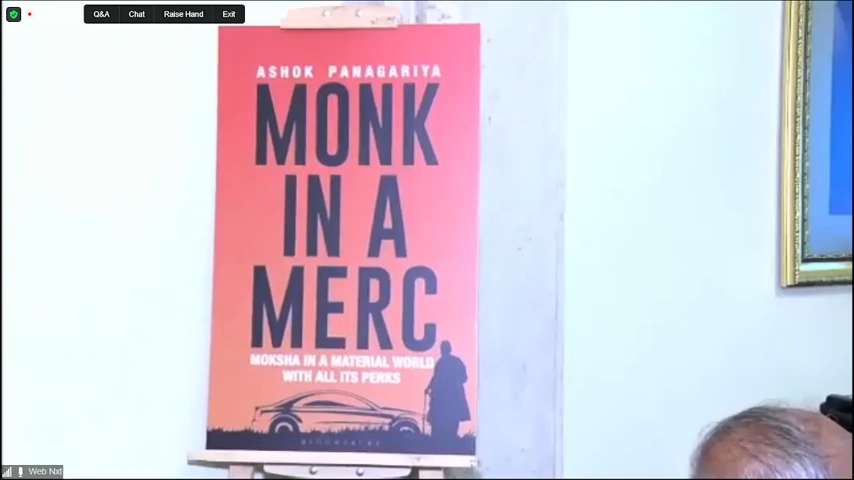 Q&A Chat Raise Hand Exit
ASHOK PANAGARIYA
MONK
IN A
MERC
MOKSHA IN A MATERIAL WORLD
WITH ALL ITS PERKS
BLOOMSBURY
Web Nxt